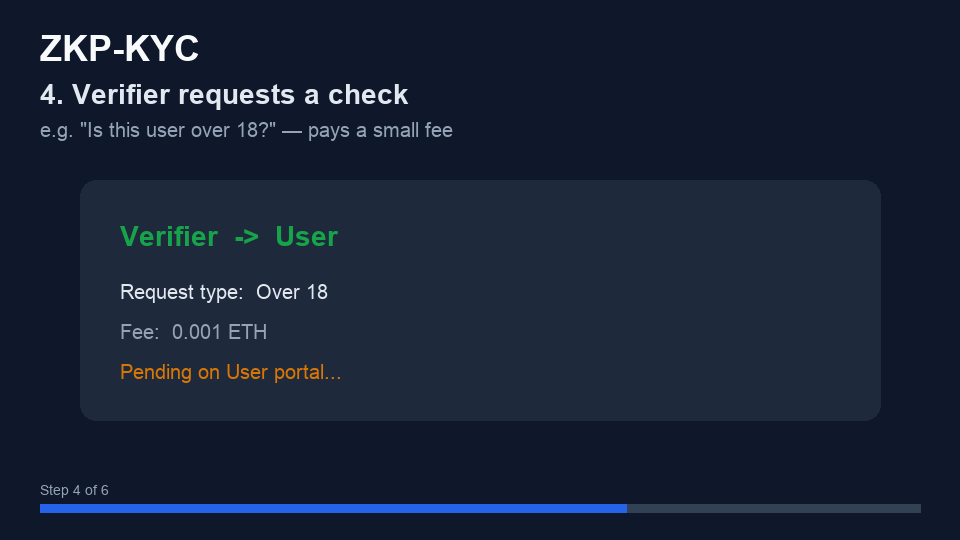 ZKP-KYC
4. Verifier requests a check
e.g. "Is this user over 18?" — pays a small fee
Verifier -> User
Request type: Over 18
Fee: 0.001 ETH
Pending on User portal...
Step 4 of 6